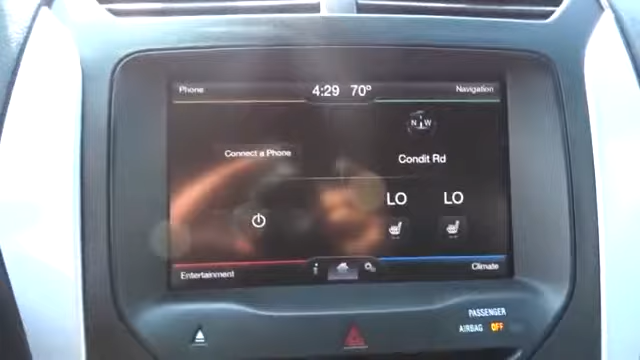 Phone
4:29 70°
Navigation
N W
Connect a Phone
Condit Rd
LO LO
Entertainment
i
Climate
PASSENGER
AIRBAG OFF